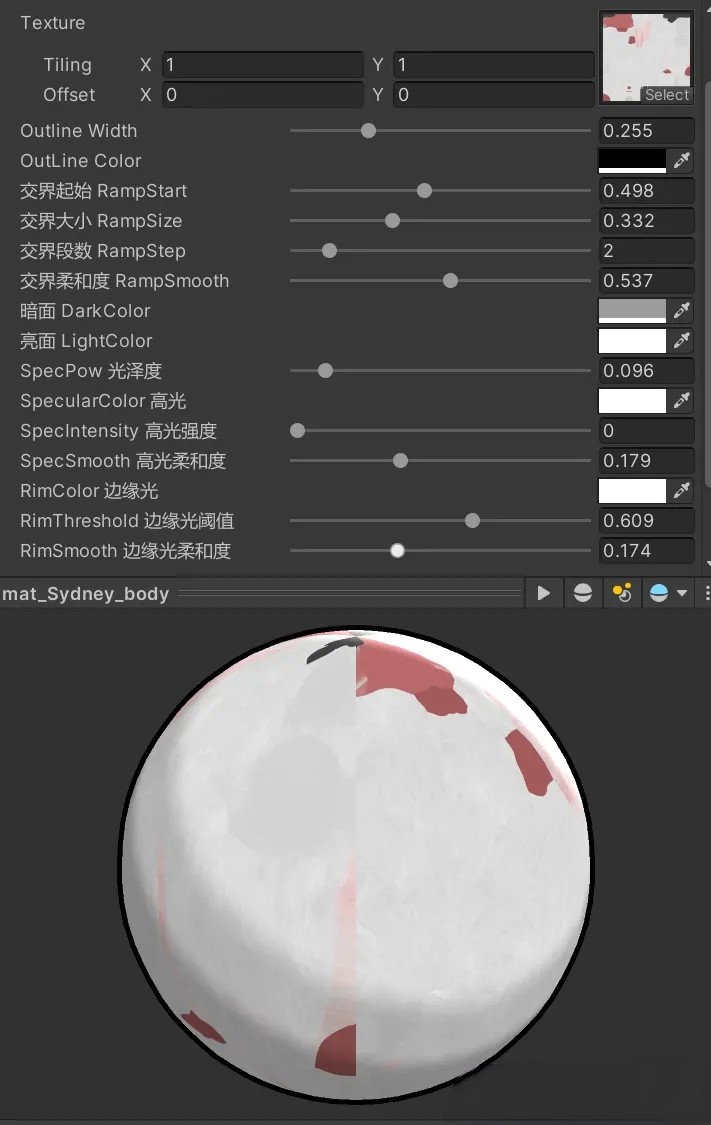 Texture
Tiling X 1 Y 1
Offset X 0 Y 0
Select
Outline Width 0.255
OutLine Color
交界起始 RampStart 0.498
交界大小 RampSize 0.332
交界段数 RampStep 2
交界柔和度 RampSmooth 0.537
暗面 DarkColor
亮面 LightColor
SpecPow 光泽度 0.096
SpecularColor 高光
SpecIntensity 高光强度 0
SpecSmooth 高光柔和度 0.179
RimColor 边缘光
RimThreshold 边缘光阈值 0.609
RimSmooth 边缘光柔和度 0.174
mat_Sydney_body